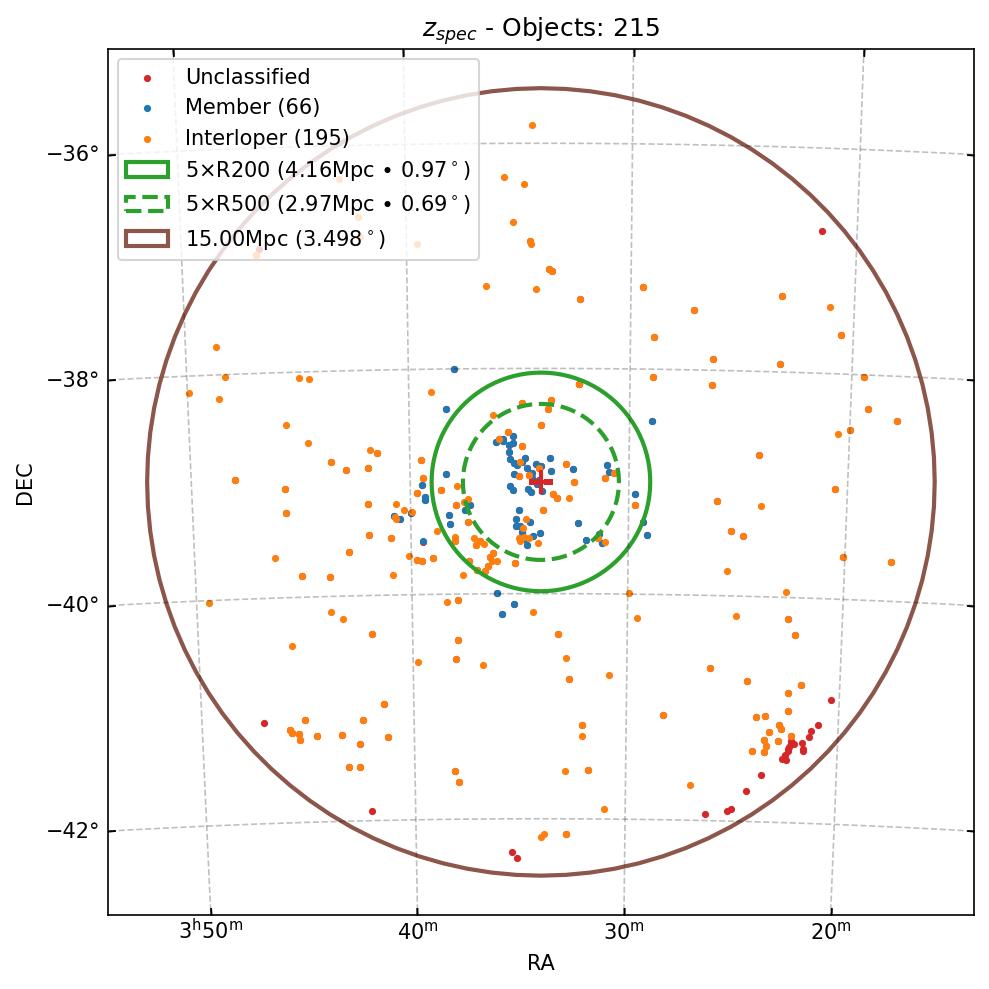 z_spec - Objects: 215
Unclassified
Member (66)
Interloper (195)
5×R200 (4.16Mpc • 0.97°)
5×R500 (2.97Mpc • 0.69°)
15.00Mpc (3.498°)
−36°
−38°
−40°
−42°
DEC
3ʰ50ᵐ 40ᵐ 30ᵐ 20ᵐ
RA